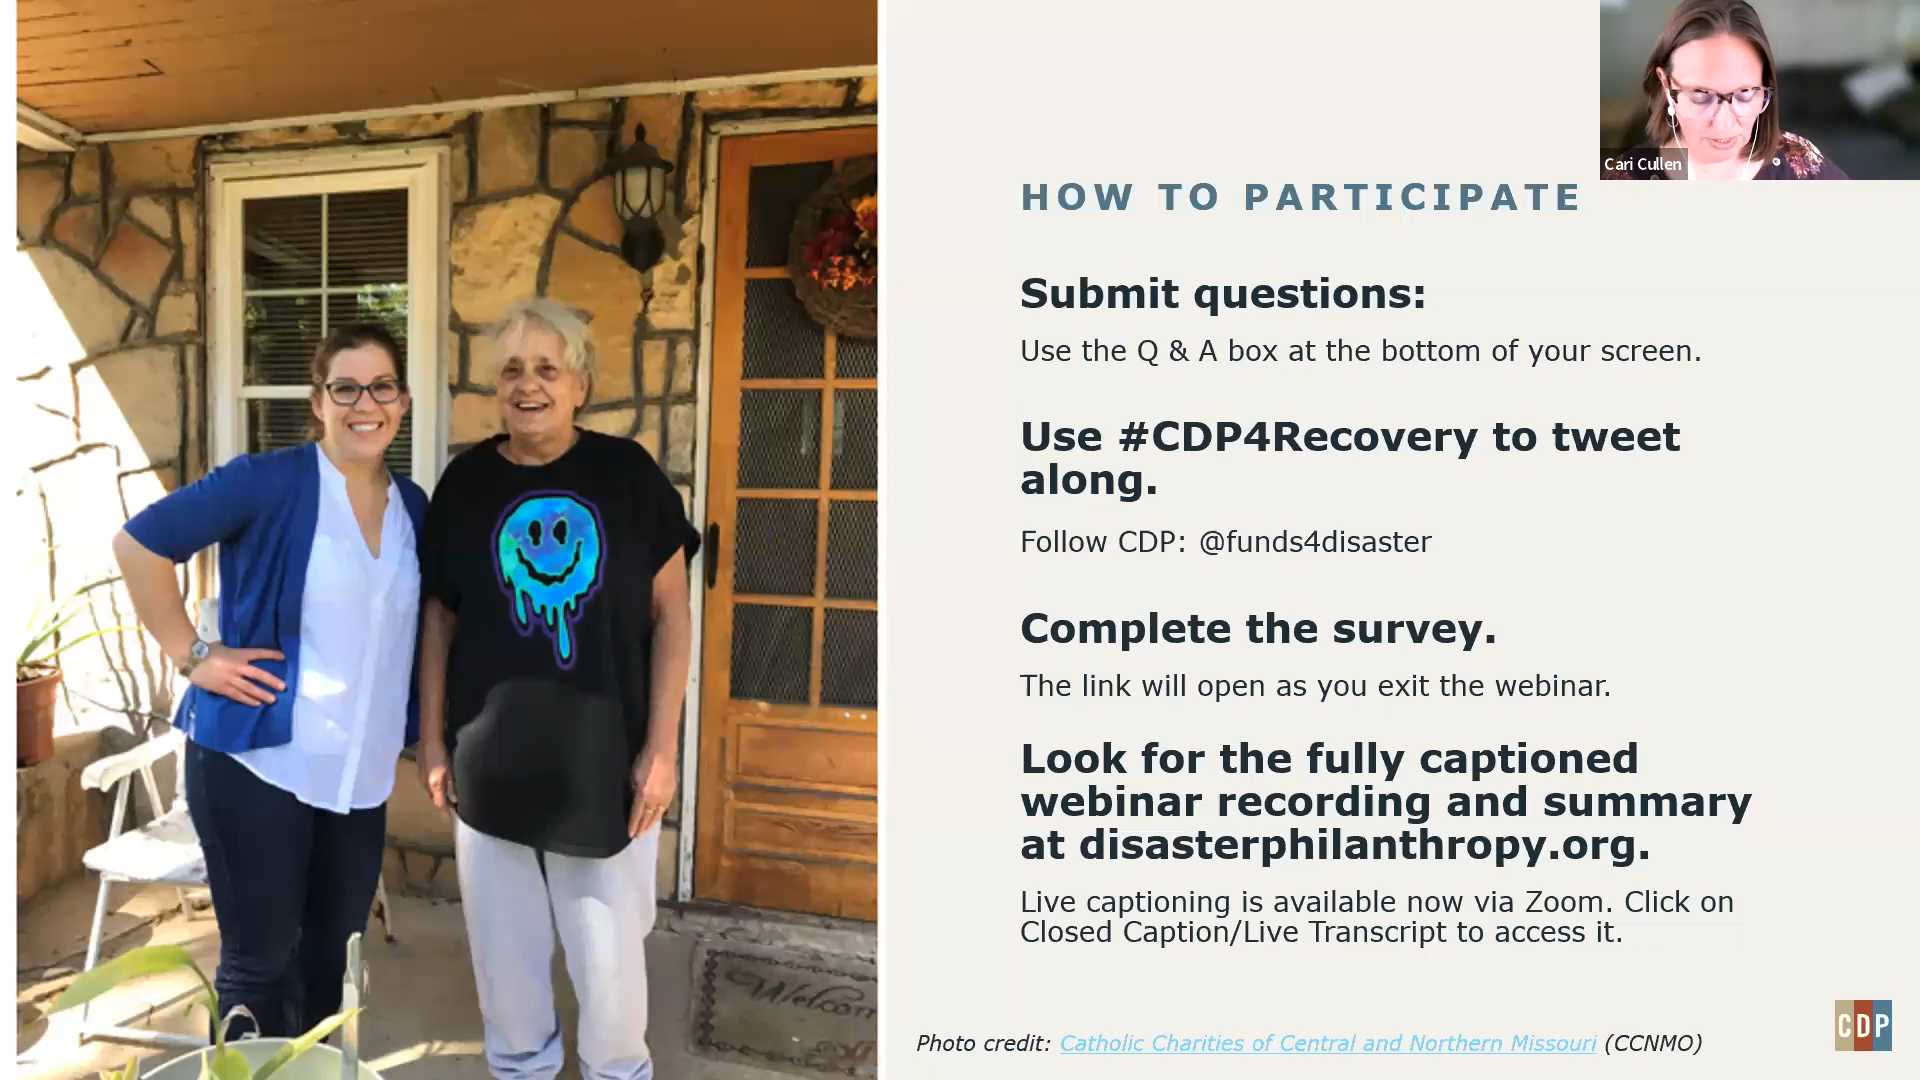 Cari Cullen
HOW TO PARTICIPATE
Submit questions:
Use the Q & A box at the bottom of your screen.
Use #CDP4Recovery to tweet
along.
Follow CDP: @funds4disaster
Complete the survey.
The link will open as you exit the webinar.
Look for the fully captioned
webinar recording and summary
at disasterphilanthropy.org.
Live captioning is available now via Zoom. Click on
Closed Caption/Live Transcript to access it.
Welcom
Photo credit: Catholic Charities of Central and Northern Missouri (CCNMO)
CDP